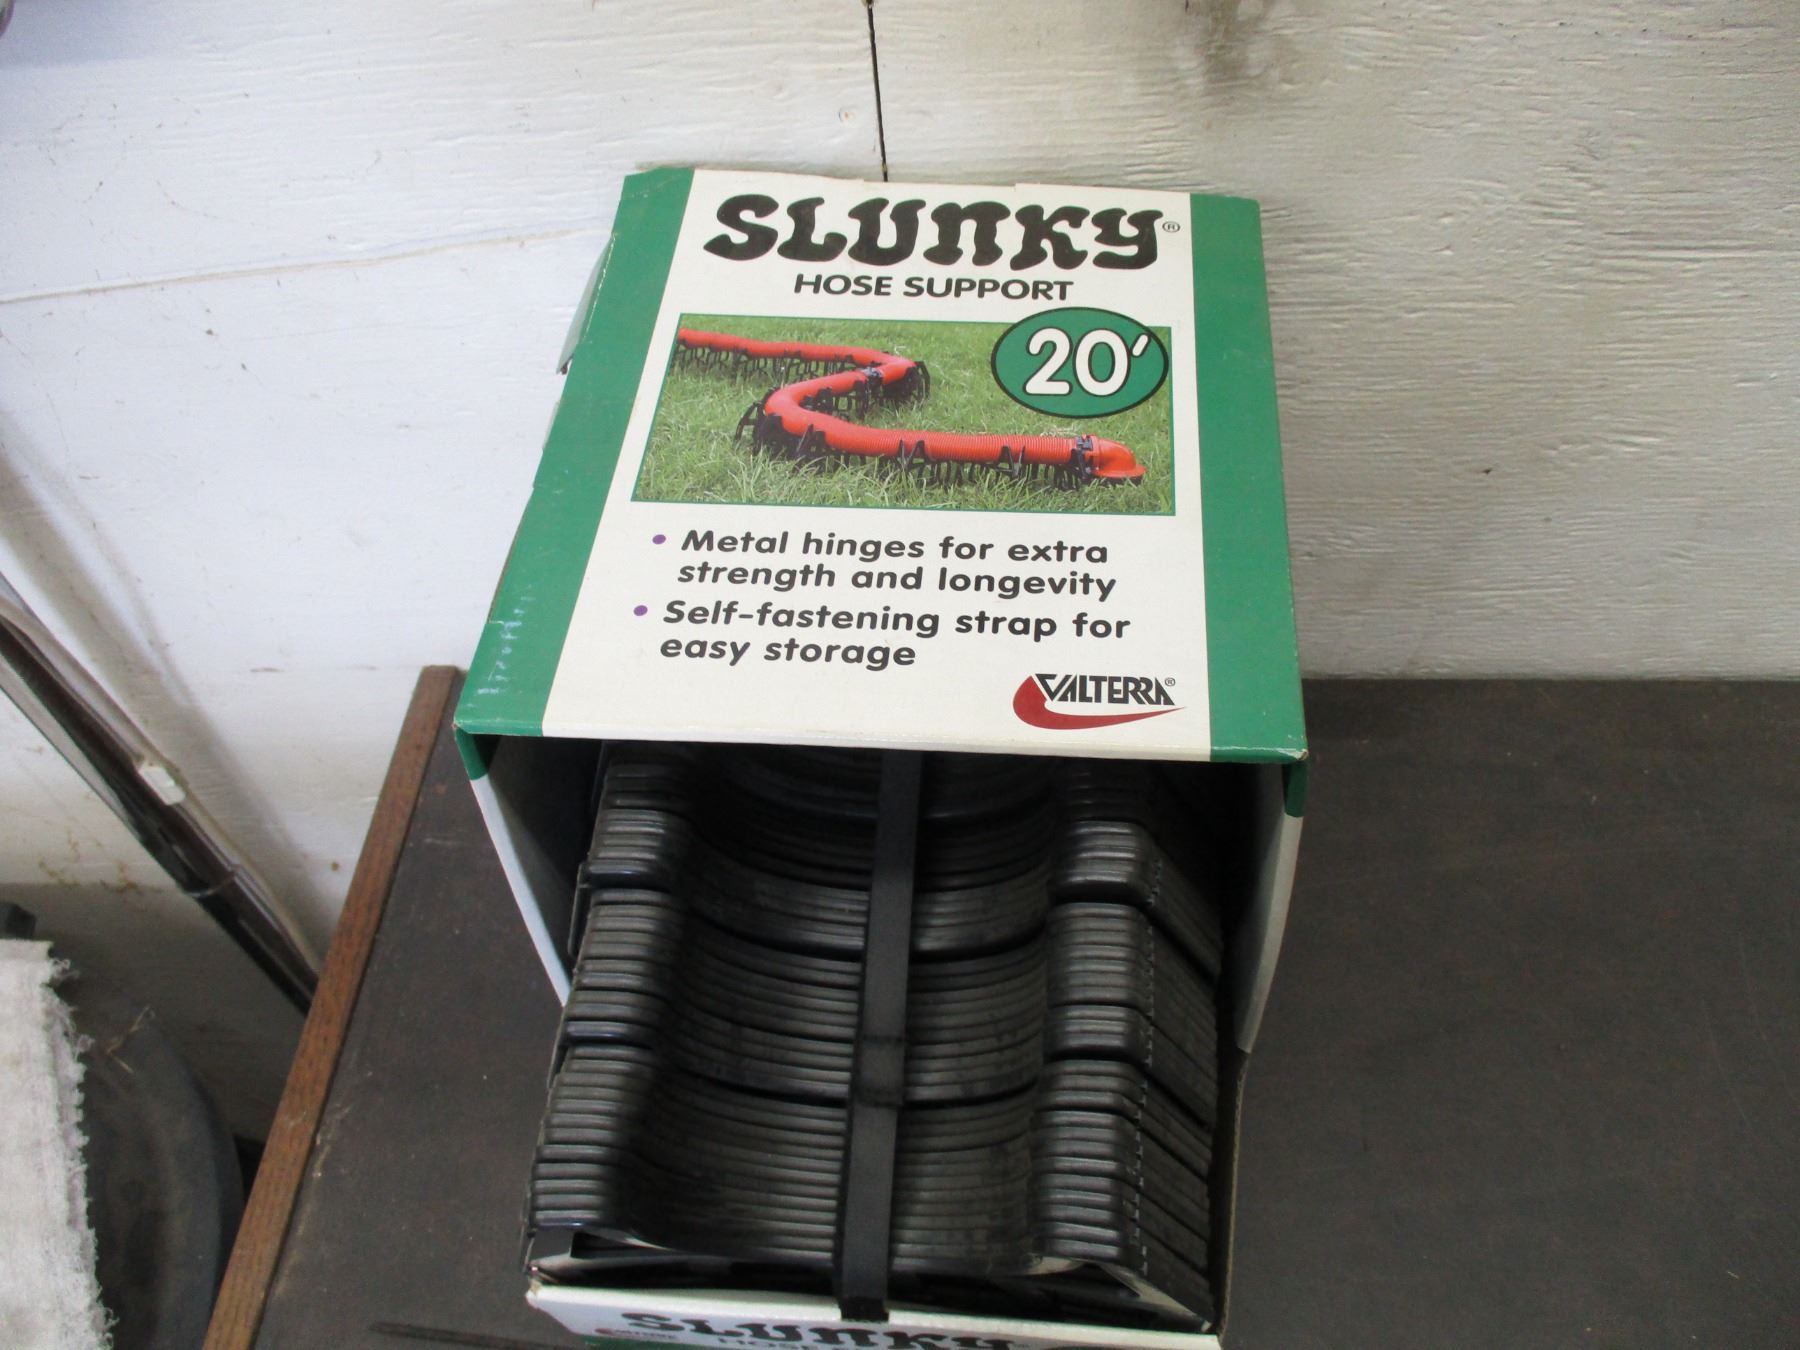 SLUNKY®
HOSE SUPPORT
20'
• Metal hinges for extra
strength and longevity
• Self-fastening strap for
easy storage
VALTERRA®
SLUNKY